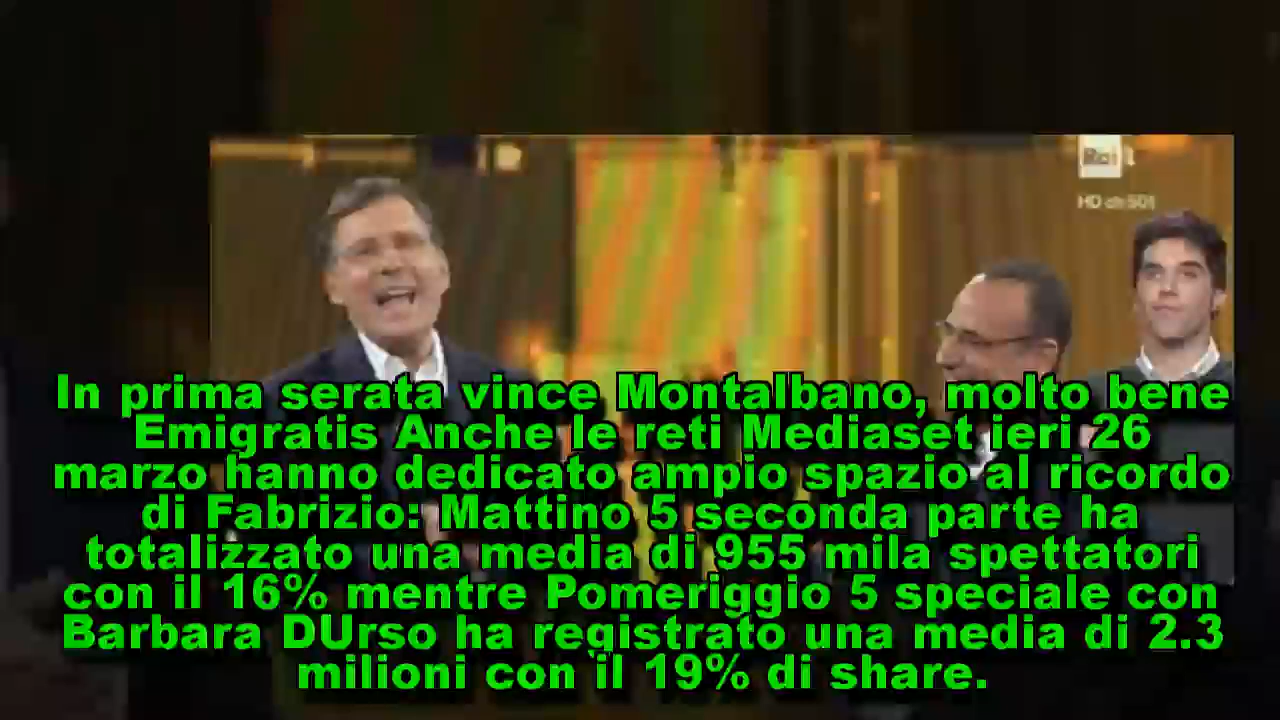 Rai 1
HD ch 501
In prima serata vince Montalbano, molto bene
Emigratis Anche le reti Mediaset ieri 26
marzo hanno dedicato ampio spazio al ricordo
di Fabrizio: Mattino 5 seconda parte ha
totalizzato una media di 955 mila spettatori
con il 16% mentre Pomeriggio 5 speciale con
Barbara DUrso ha registrato una media di 2.3
milioni con il 19% di share.